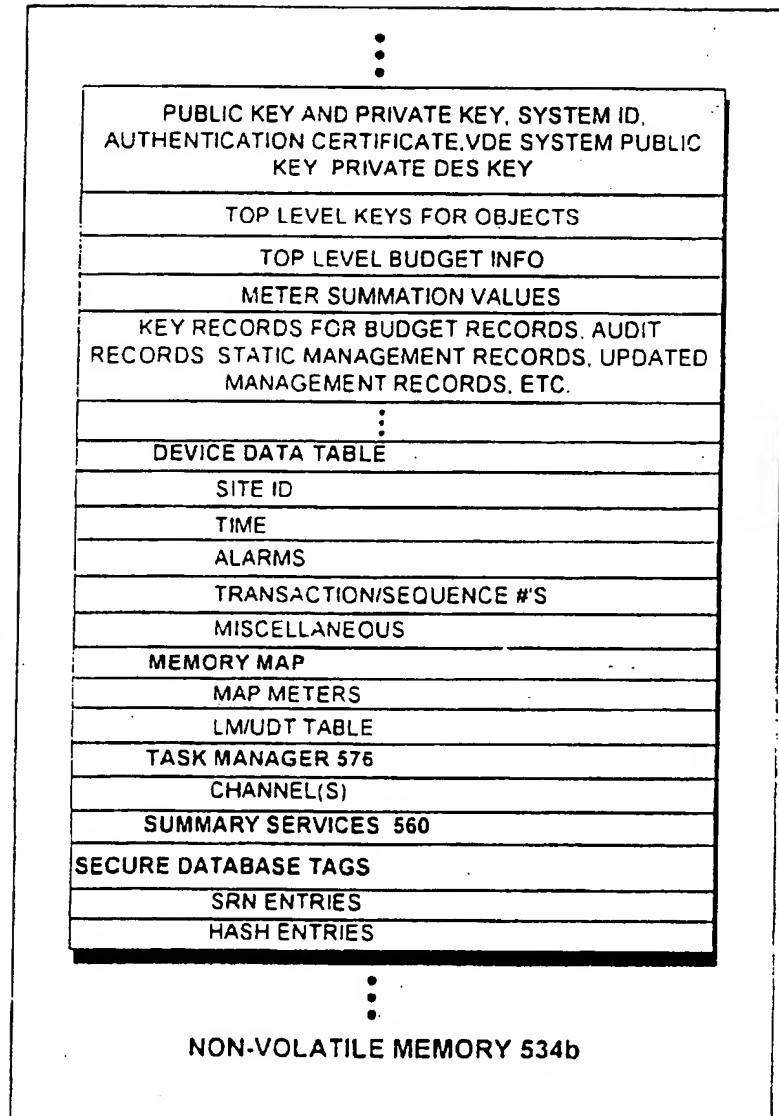 PUBLIC KEY AND PRIVATE KEY, SYSTEM ID,
AUTHENTICATION CERTIFICATE,VDE SYSTEM PUBLIC
KEY PRIVATE DES KEY
TOP LEVEL KEYS FOR OBJECTS
TOP LEVEL BUDGET INFO
METER SUMMATION VALUES
KEY RECORDS FOR BUDGET RECORDS, AUDIT
RECORDS STATIC MANAGEMENT RECORDS, UPDATED
MANAGEMENT RECORDS, ETC.
DEVICE DATA TABLE
SITE ID
TIME
ALARMS
TRANSACTION/SEQUENCE #'S
MISCELLANEOUS
MEMORY MAP
MAP METERS
LM/UDT TABLE
TASK MANAGER 576
CHANNEL(S)
SUMMARY SERVICES 560
SECURE DATABASE TAGS
SRN ENTRIES
HASH ENTRIES
NON-VOLATILE MEMORY 534b